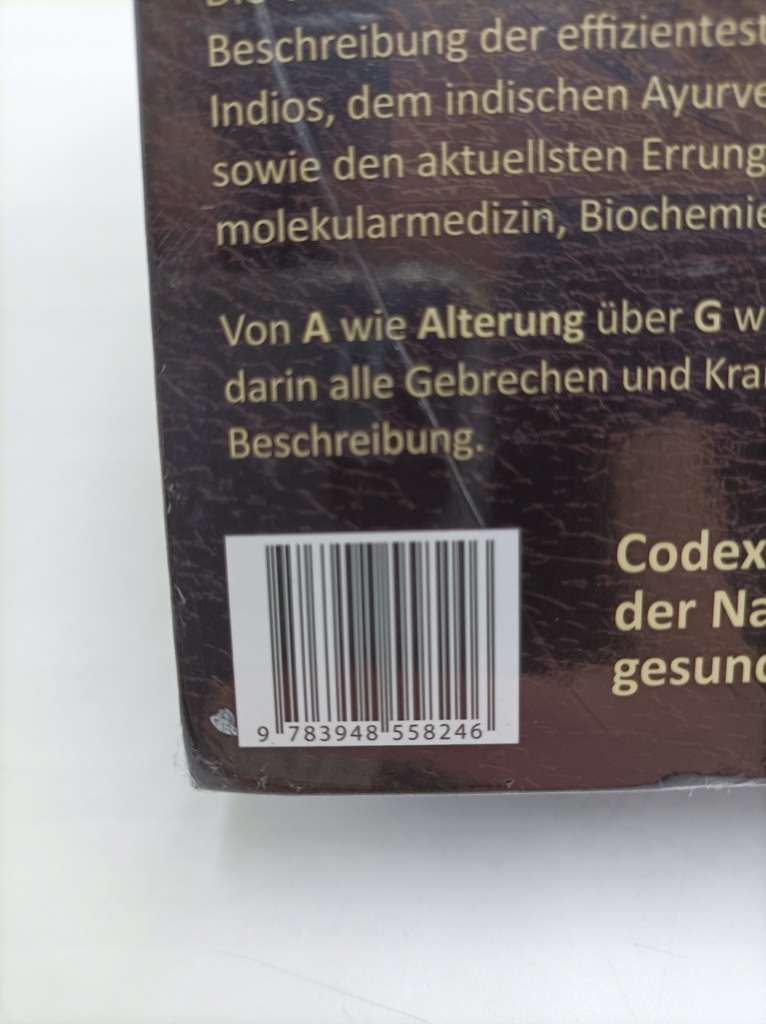 Beschreibung der effizientest
Indios, dem indischen Ayurve
sowie den aktuellsten Errung
molekularmedizin, Biochemie
Von A wie Alterung über G w
darin alle Gebrechen und Kra
Beschreibung.
Codex
der Na
gesund
9 783948 558246